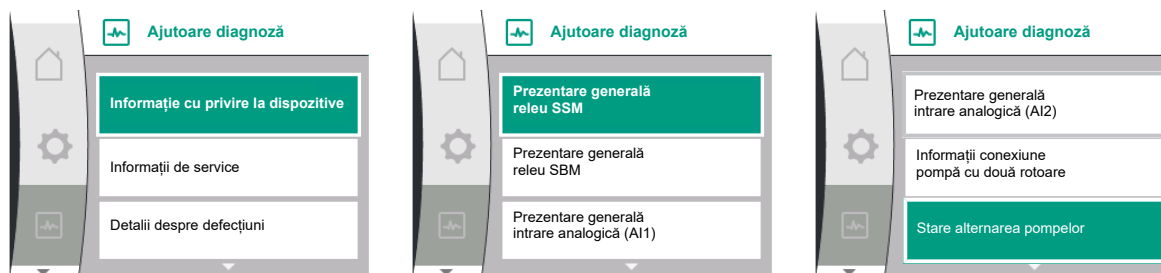 Ajutoare diagnoză
Informație cu privire la dispozitive
Informații de service
Detalii despre defecțiuni
Ajutoare diagnoză
Prezentare generală
releu SSM
Prezentare generală
releu SBM
Prezentare generală
intrare analogică (AI1)
Ajutoare diagnoză
Prezentare generală
intrare analogică (AI2)
Informații conexiune
pompă cu două rotoare
Stare alternarea pompelor